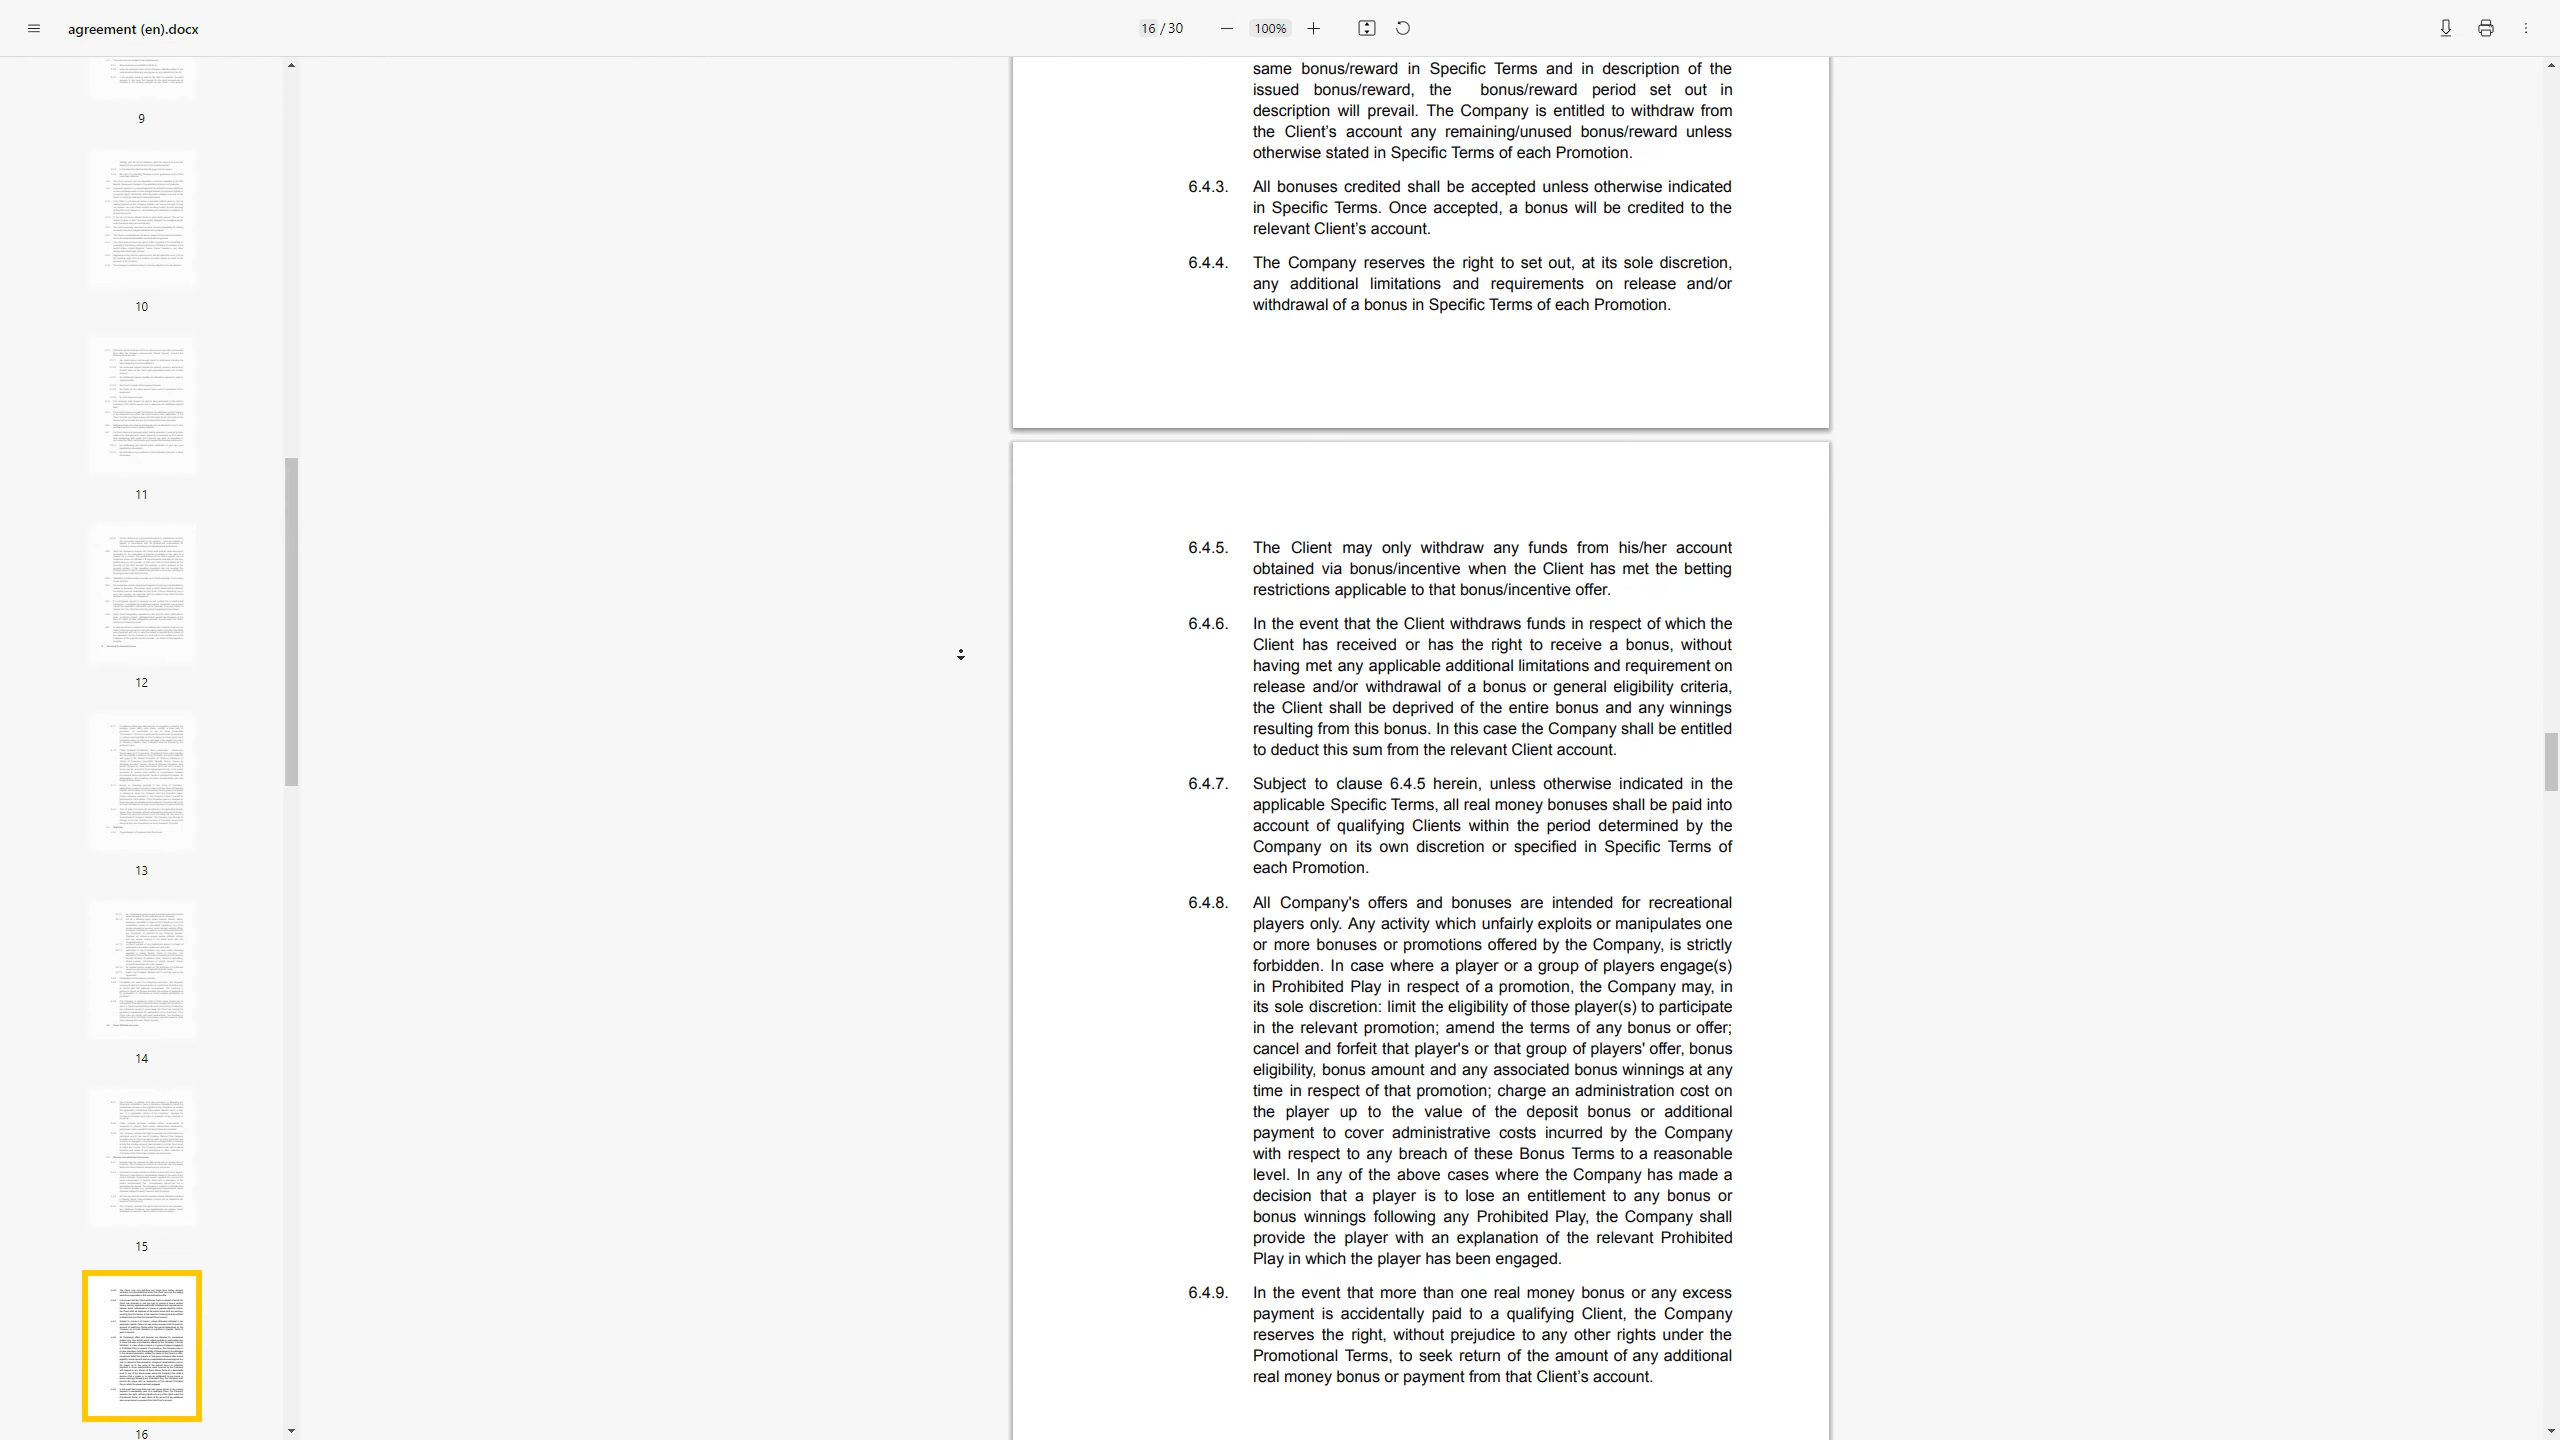 agreement (en).docx
16 / 30
100%
9
10
11
12
13
14
15
16
same bonus/reward in Specific Terms and in description of the
issued bonus/reward, the bonus/reward period set out in
description will prevail. The Company is entitled to withdraw from
the Client's account any remaining/unused bonus/reward unless
otherwise stated in Specific Terms of each Promotion.
6.4.3. All bonuses credited shall be accepted unless otherwise indicated
in Specific Terms. Once accepted, a bonus will be credited to the
relevant Client's account.
6.4.4. The Company reserves the right to set out, at its sole discretion,
any additional limitations and requirements on release and/or
withdrawal of a bonus in Specific Terms of each Promotion.
6.4.5. The Client may only withdraw any funds from his/her account
obtained via bonus/incentive when the Client has met the betting
restrictions applicable to that bonus/incentive offer.
6.4.6. In the event that the Client withdraws funds in respect of which the
Client has received or has the right to receive a bonus, without
having met any applicable additional limitations and requirement on
release and/or withdrawal of a bonus or general eligibility criteria,
the Client shall be deprived of the entire bonus and any winnings
resulting from this bonus. In this case the Company shall be entitled
to deduct this sum from the relevant Client account.
6.4.7. Subject to clause 6.4.5 herein, unless otherwise indicated in the
applicable Specific Terms, all real money bonuses shall be paid into
account of qualifying Clients within the period determined by the
Company on its own discretion or specified in Specific Terms of
each Promotion.
6.4.8. All Company's offers and bonuses are intended for recreational
players only. Any activity which unfairly exploits or manipulates one
or more bonuses or promotions offered by the Company, is strictly
forbidden. In case where a player or a group of players engage(s)
in Prohibited Play in respect of a promotion, the Company may, in
its sole discretion: limit the eligibility of those player(s) to participate
in the relevant promotion; amend the terms of any bonus or offer;
cancel and forfeit that player's or that group of players' offer, bonus
eligibility, bonus amount and any associated bonus winnings at any
time in respect of that promotion; charge an administration cost on
the player up to the value of the deposit bonus or additional
payment to cover administrative costs incurred by the Company
with respect to any breach of these Bonus Terms to a reasonable
level. In any of the above cases where the Company has made a
decision that a player is to lose an entitlement to any bonus or
bonus winnings following any Prohibited Play, the Company shall
provide the player with an explanation of the relevant Prohibited
Play in which the player has been engaged.
6.4.9. In the event that more than one real money bonus or any excess
payment is accidentally paid to a qualifying Client, the Company
reserves the right, without prejudice to any other rights under the
Promotional Terms, to seek return of the amount of any additional
real money bonus or payment from that Client's account.